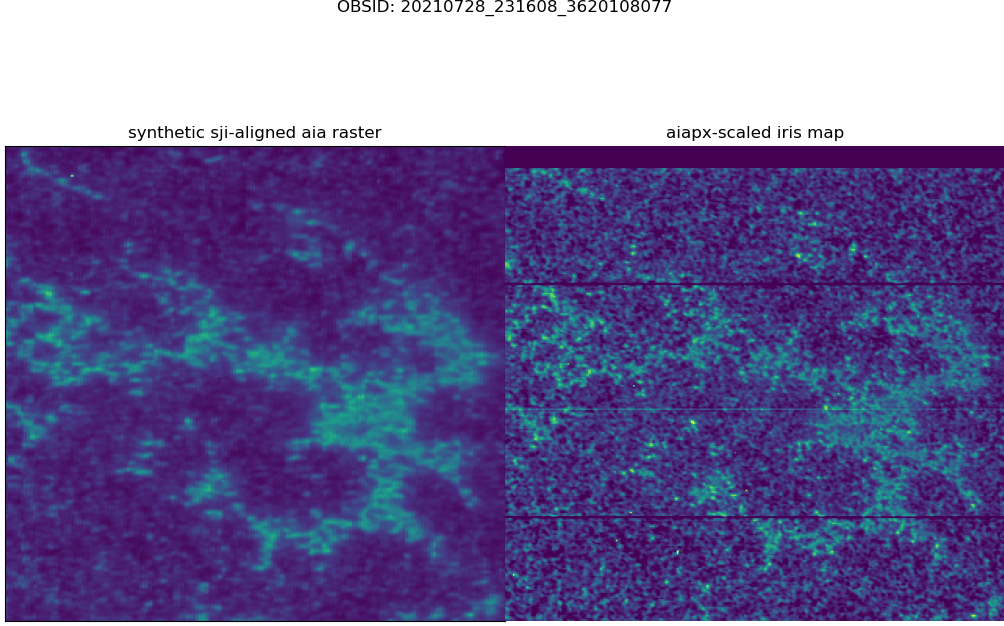 OBSID: 20210728_231608_3620108077
synthetic sji-aligned aia raster
aiapx-scaled iris map